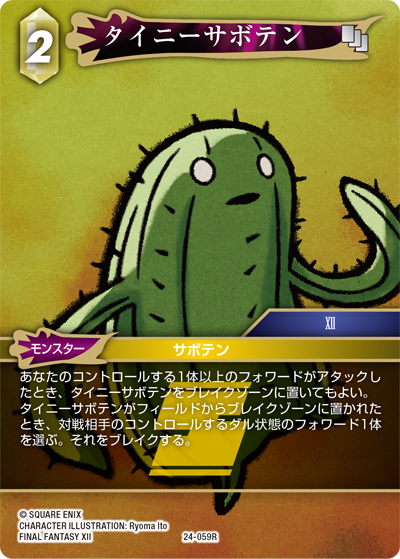 2
タイニーサボテン
XII
モンスター
サボテン
あなたのコントロールする1体以上のフォワードがアタックし
たとき、タイニーサボテンをブレイクゾーンに置いてもよい。
タイニーサボテンがフィールドからブレイクゾーンに置かれた
とき、対戦相手のコントロールするダル状態のフォワード1体
を選ぶ。それをブレイクする。
© SQUARE ENIX
CHARACTER ILLUSTRATION: Ryoma Ito
FINAL FANTASY XII
24-059R